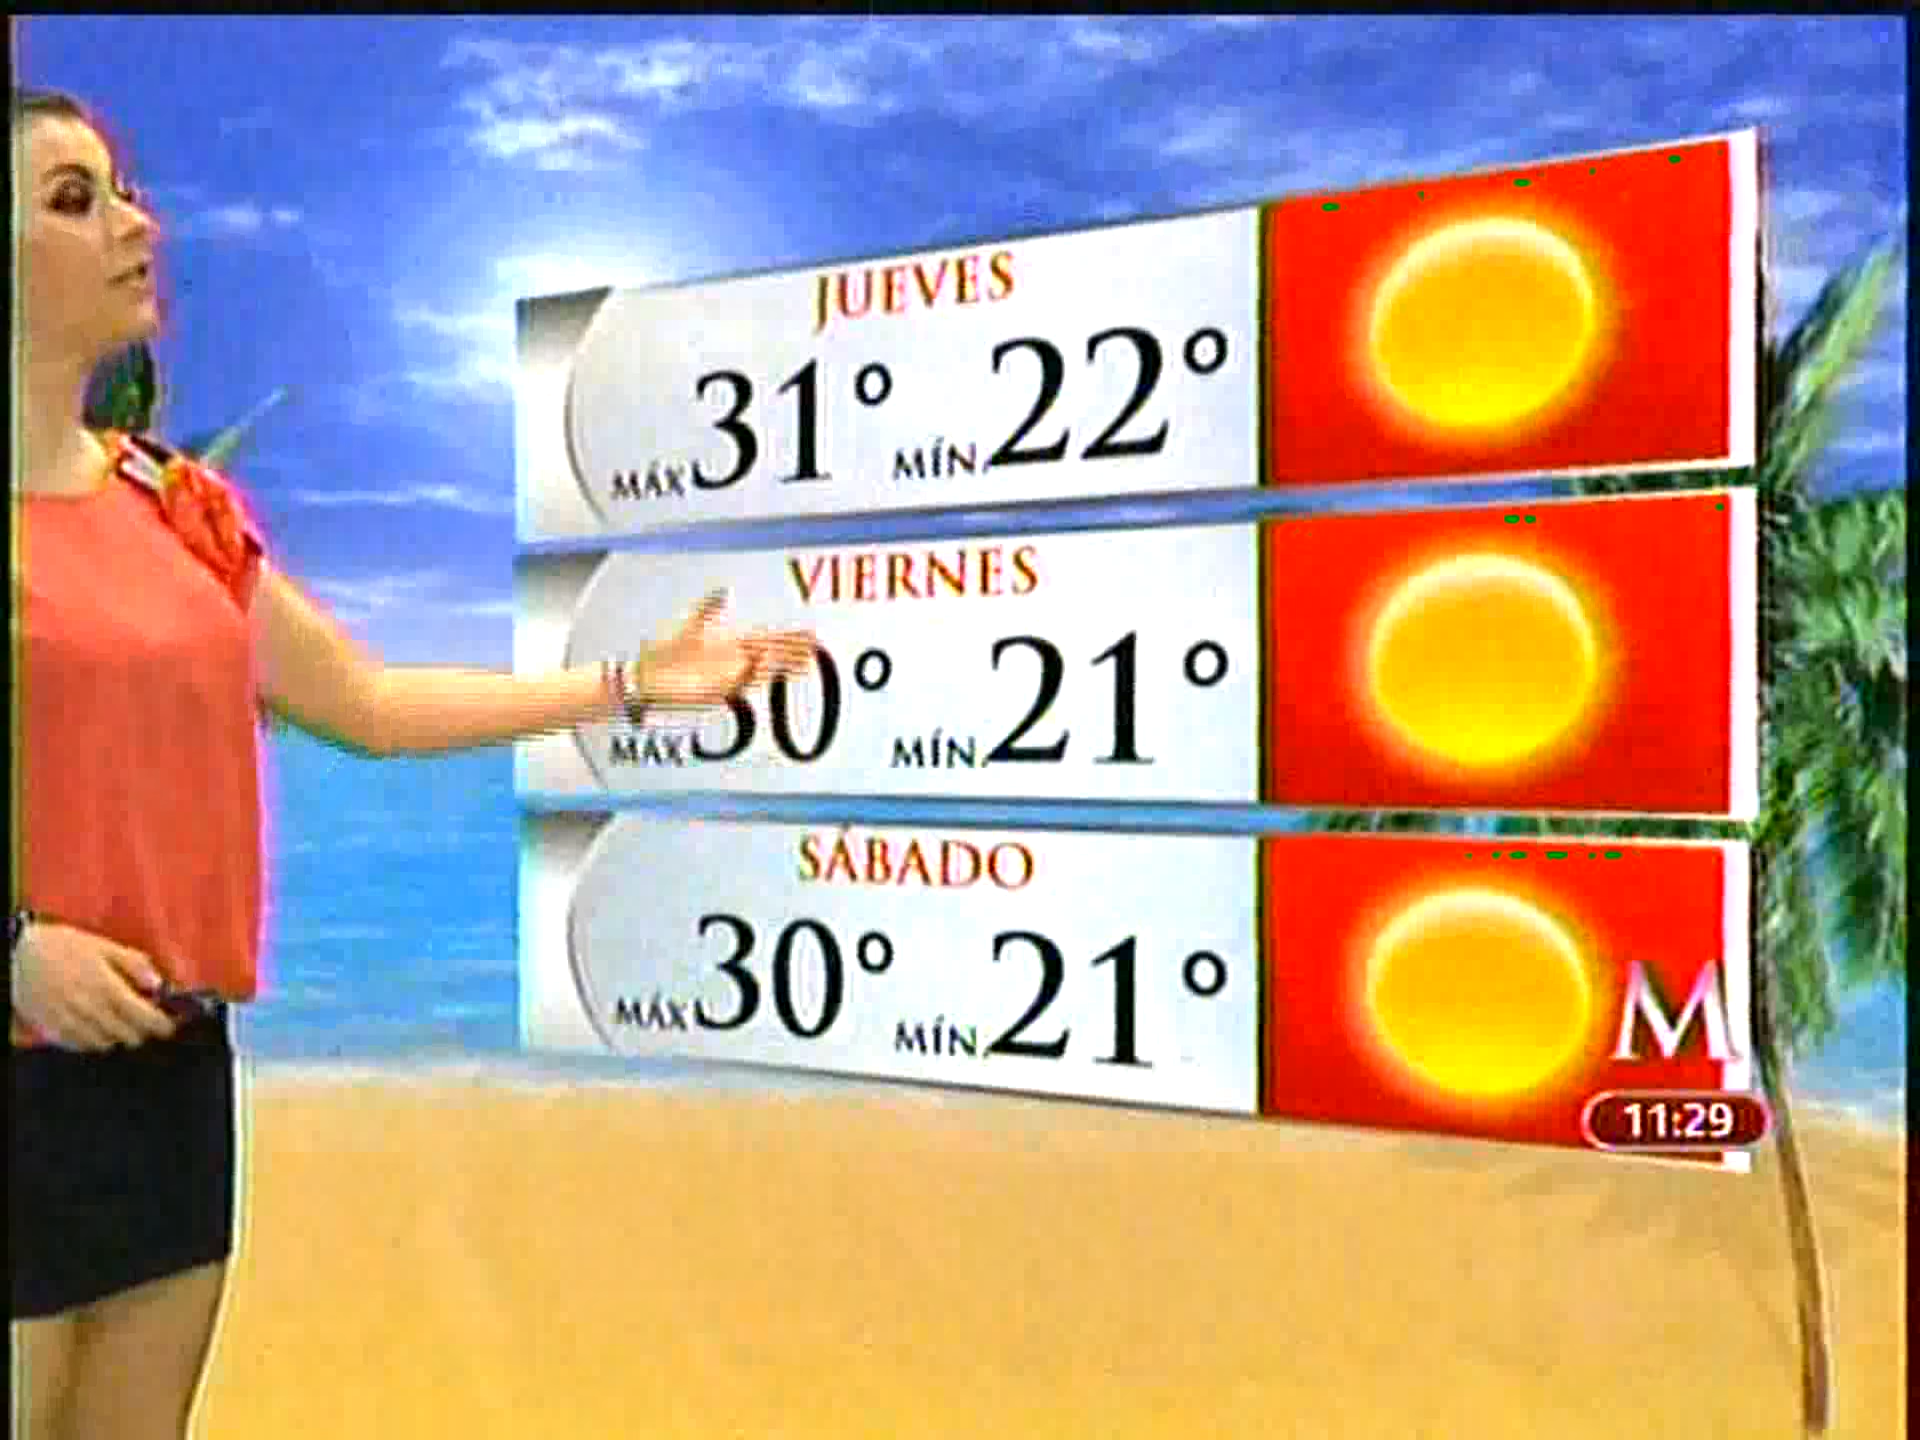 JUEVES
MÁX 31° MÍN. 22°
VIERNES
MÁX 30° MÍN. 21°
SÁBADO
MÁX 30° MÍN. 21°
M
11:29